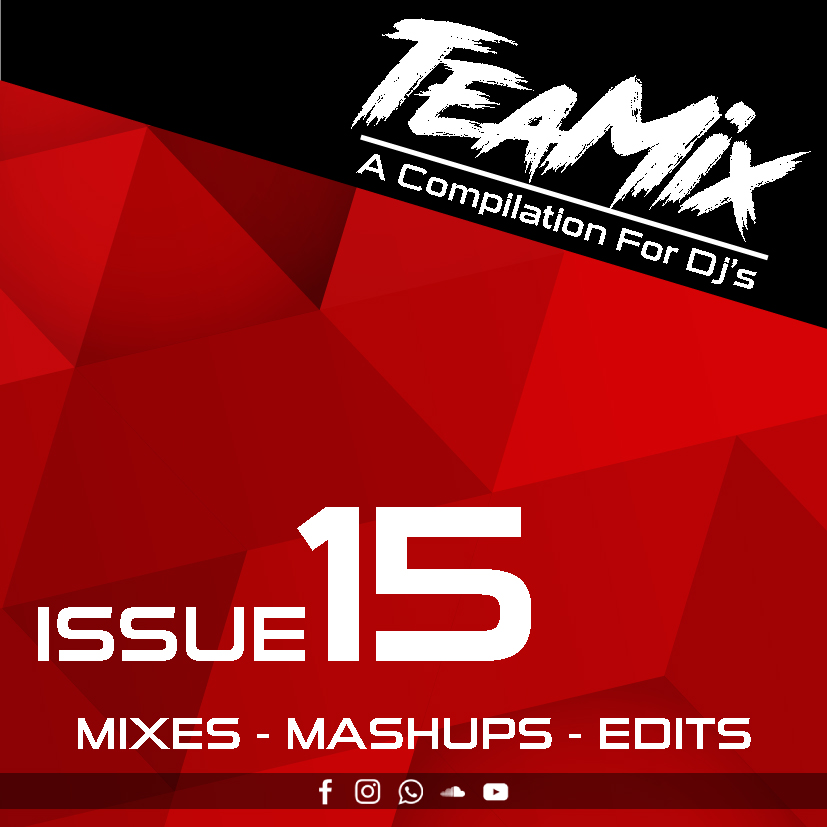 TEAMix
A Compilation For Dj's
ISSUE 15
MIXES - MASHUPS - EDITS